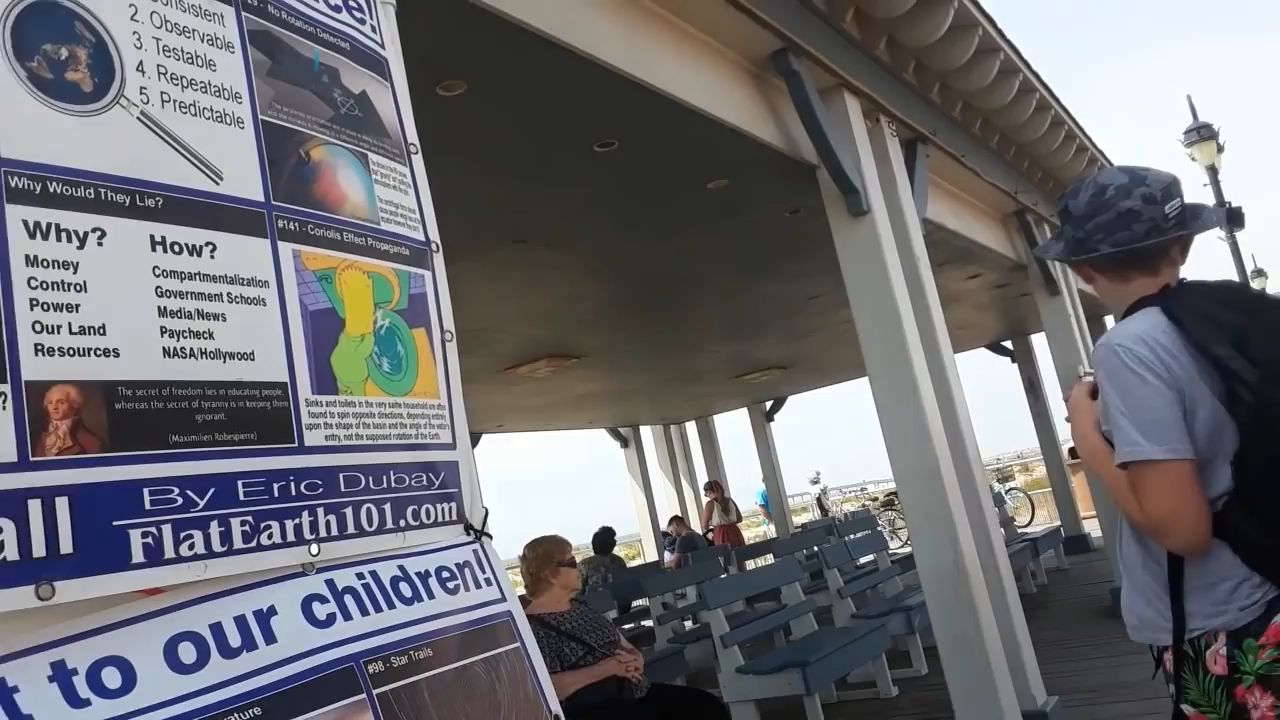 ce!
Consistent
2. Observable
3. Testable
4. Repeatable
5. Predictable
No Rotation Detected
Why Would They Lie?
Why?
Money
Control
Power
Our Land
Resources
How?
Compartmentalization
Government Schools
Media/News
Paycheck
NASA/Hollywood
The secret of freedom lies in educating people,
whereas the secret of tyranny is in keeping them
ignorant.
(Maximilien Robespierre)
#141 - Coriolis Effect Propaganda
Sinks and toilets in the very same household are often
found to spin opposite directions, depending entirely
upon the shape of the basin and the angle of the water's
entry, not the supposed rotation of the Earth.
all
By Eric Dubay
FlatEarth101.com
t to our children!
#98 - Star Trails